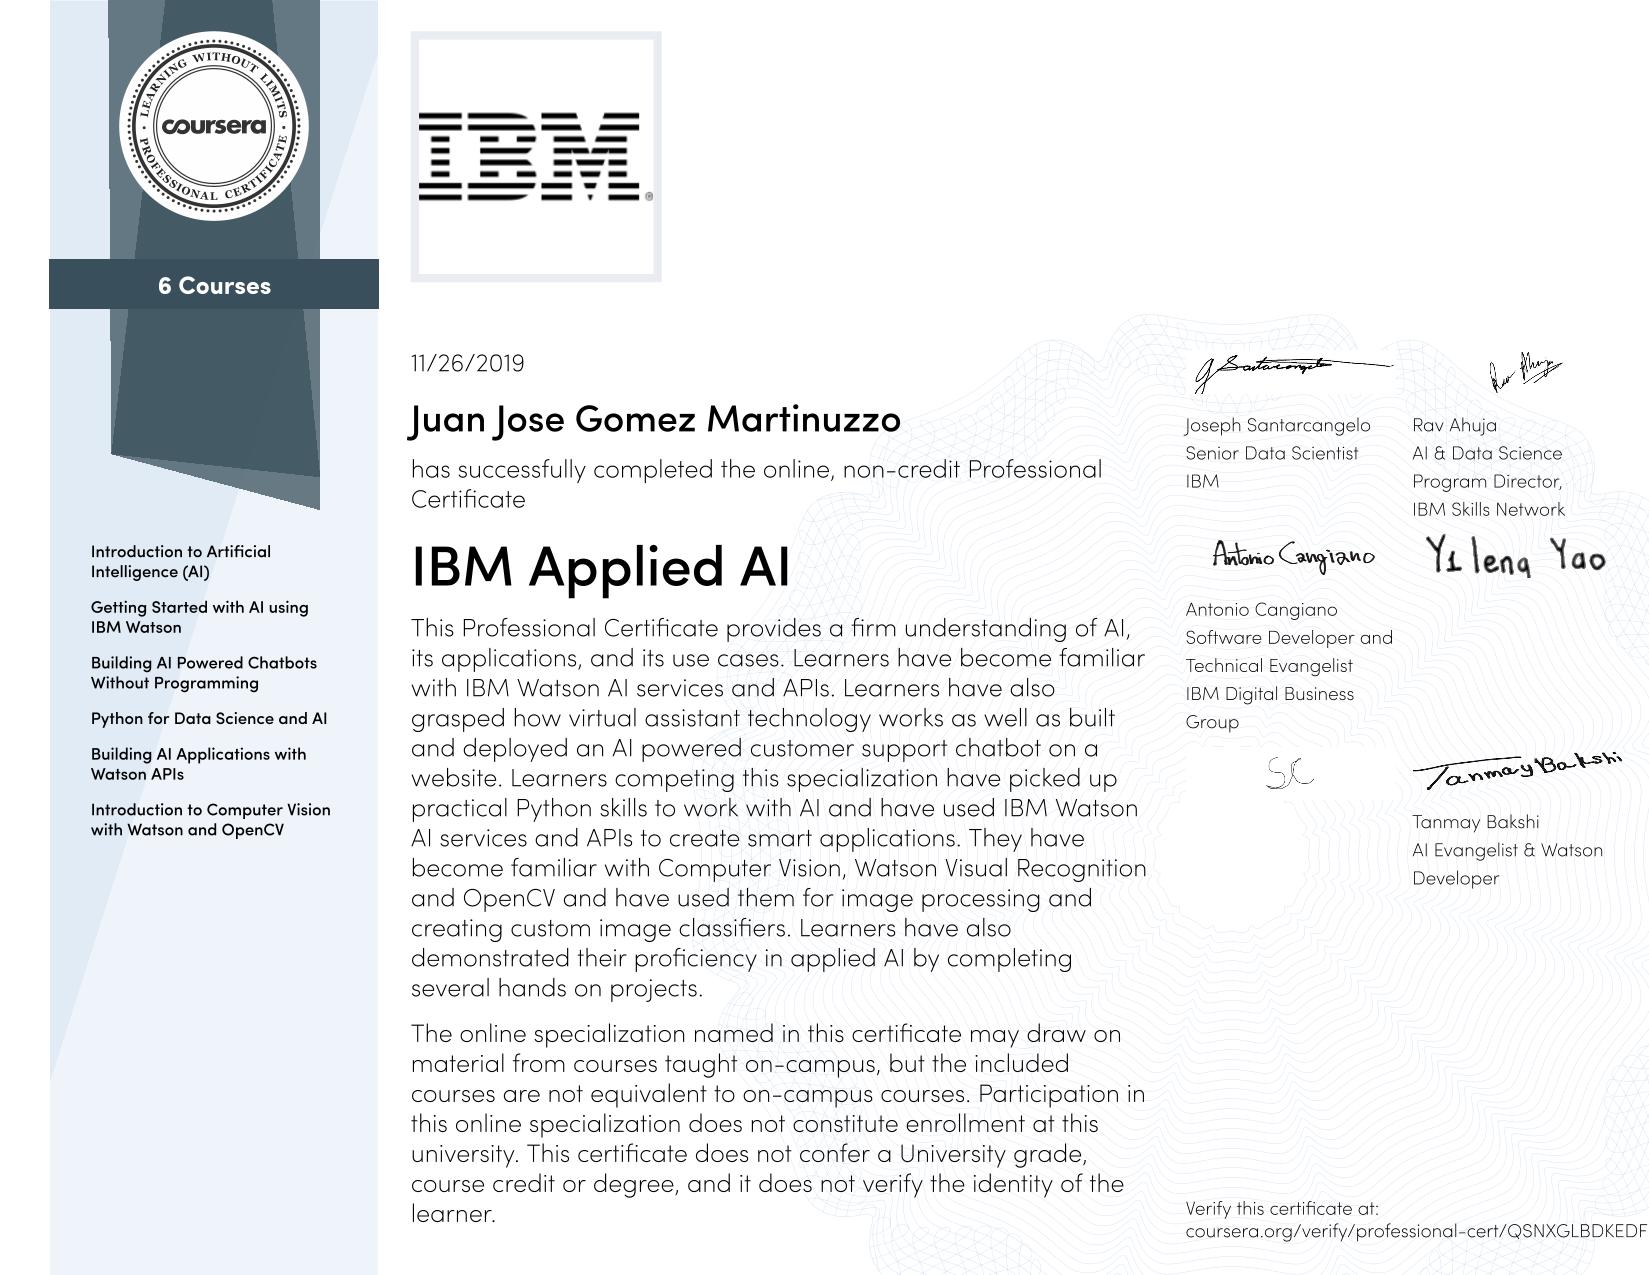 LEARNING WITHOUT LIMITS
coursera
PROFESSIONAL CERTIFICATE
6 Courses
Introduction to Artificial
Intelligence (AI)
Getting Started with AI using
IBM Watson
Building AI Powered Chatbots
Without Programming
Python for Data Science and AI
Building AI Applications with
Watson APIs
Introduction to Computer Vision
with Watson and OpenCV
IBM®
11/26/2019
Juan Jose Gomez Martinuzzo
has successfully completed the online, non-credit Professional
Certificate
IBM Applied AI
This Professional Certificate provides a firm understanding of AI,
its applications, and its use cases. Learners have become familiar
with IBM Watson AI services and APIs. Learners have also
grasped how virtual assistant technology works as well as built
and deployed an AI powered customer support chatbot on a
website. Learners competing this specialization have picked up
practical Python skills to work with AI and have used IBM Watson
AI services and APIs to create smart applications. They have
become familiar with Computer Vision, Watson Visual Recognition
and OpenCV and have used them for image processing and
creating custom image classifiers. Learners have also
demonstrated their proficiency in applied AI by completing
several hands on projects.
The online specialization named in this certificate may draw on
material from courses taught on-campus, but the included
courses are not equivalent to on-campus courses. Participation in
this online specialization does not constitute enrollment at this
university. This certificate does not confer a University grade,
course credit or degree, and it does not verify the identity of the
learner.
J Santarcangelo
Joseph Santarcangelo
Senior Data Scientist
IBM
Rav Ahuja
Rav Ahuja
AI & Data Science
Program Director,
IBM Skills Network
Antonio Cangiano
Antonio Cangiano
Software Developer and
Technical Evangelist
IBM Digital Business
Group
Yi leng Yao
SC
Tanmay Bakshi
Tanmay Bakshi
AI Evangelist & Watson
Developer
Verify this certificate at:
coursera.org/verify/professional-cert/QSNXGLBDKEDF